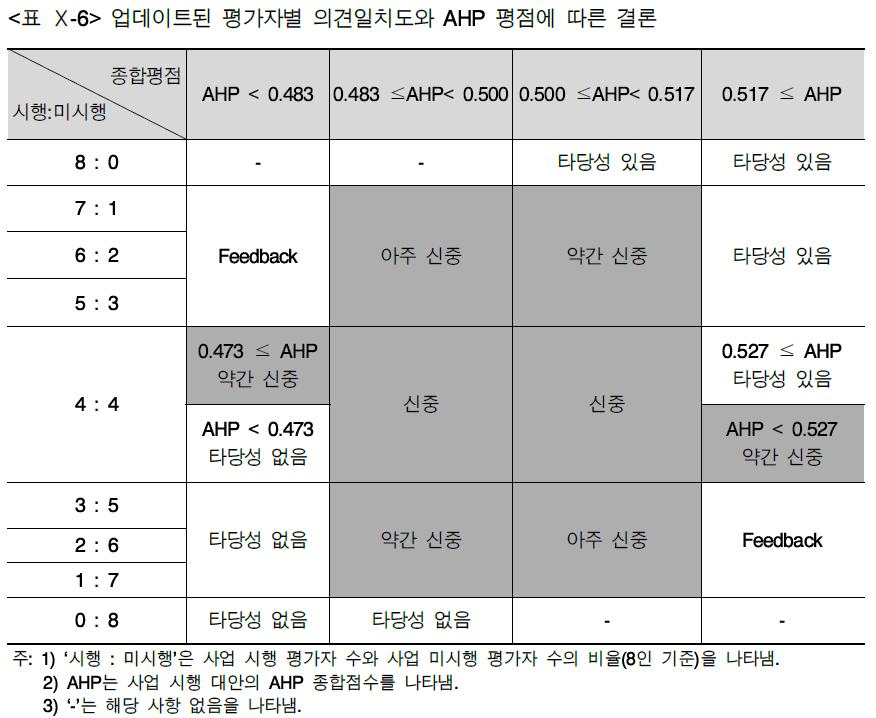 <표 Ⅹ-6> 업데이트된 평가자별 의견일치도와 AHP 평점에 따른 결론
종합평점
시행:미시행
AHP < 0.483
0.483 ≤AHP< 0.500
0.500 ≤AHP< 0.517
0.517 ≤ AHP
8 : 0
-
-
타당성 있음
타당성 있음
7 : 1
6 : 2
5 : 3
Feedback
아주 신중
약간 신중
타당성 있음
4 : 4
0.473 ≤ AHP
약간 신중
AHP < 0.473
타당성 없음
신중
신중
0.527 ≤ AHP
타당성 있음
AHP < 0.527
약간 신중
3 : 5
2 : 6
1 : 7
타당성 없음
약간 신중
아주 신중
Feedback
0 : 8
타당성 없음
타당성 없음
-
-
주: 1) ‘시행 : 미시행’은 사업 시행 평가자 수와 사업 미시행 평가자 수의 비율(8인 기준)을 나타냄.
2) AHP는 사업 시행 대안의 AHP 종합점수를 나타냄.
3) ‘-’는 해당 사항 없음을 나타냄.